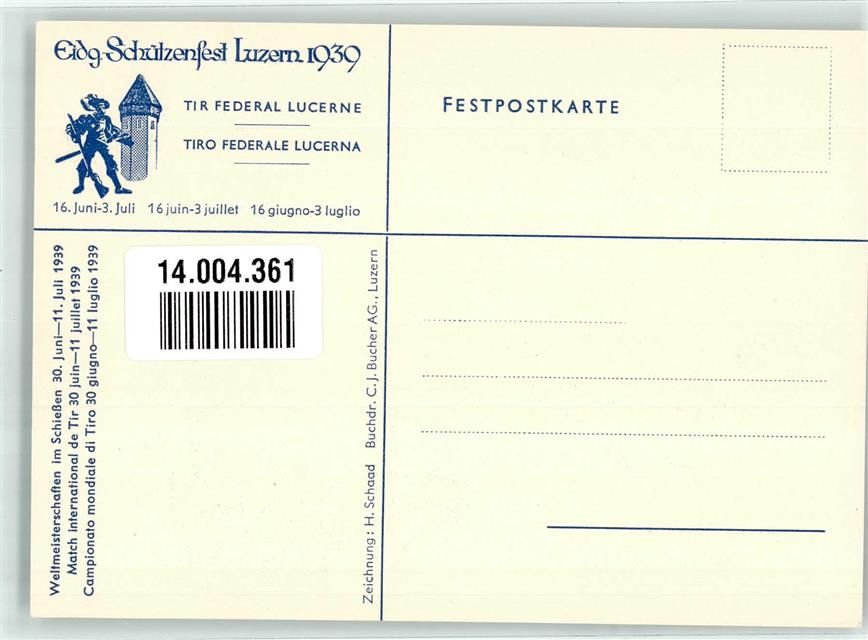 Eidg. Schützenfest Luzern 1939
TIR FEDERAL LUCERNE
TIRO FEDERALE LUCERNA
16. Juni-3. Juli 16 juin-3 juillet 16 giugno-3 luglio
FESTPOSTKARTE
Weltmeisterschaften im Schießen 30. Juni—11. Juli 1939
Match international de Tir 30 juin—11 juillet 1939
Campionato mondiale di Tiro 30 giugno—11 luglio 1939
14.004.361
Zeichnung: H. Schaad Buchdr. C. J. Bucher AG., Luzern